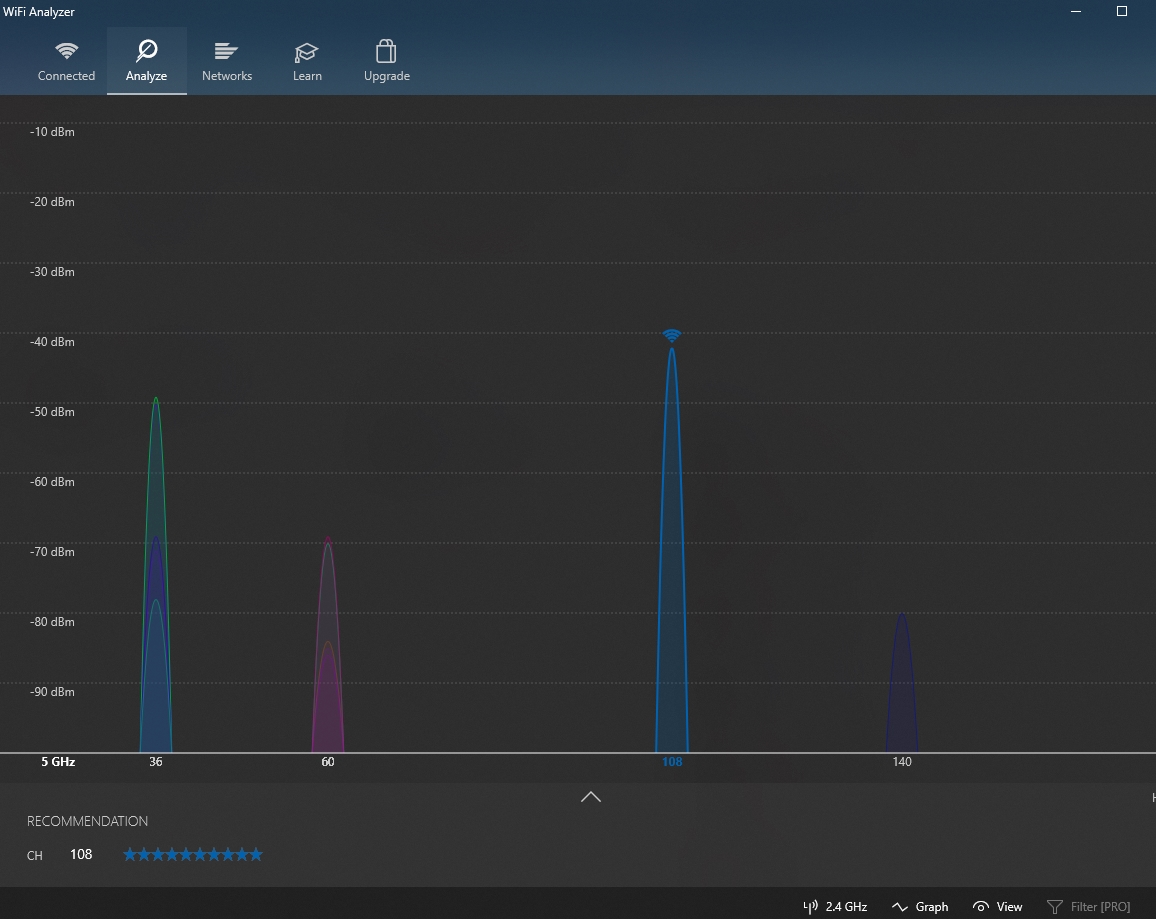 WiFi Analyzer
Connected Analyze Networks Learn Upgrade
-10 dBm
-20 dBm
-30 dBm
-40 dBm
-50 dBm
-60 dBm
-70 dBm
-80 dBm
-90 dBm
5 GHz 36 60 108 140
RECOMMENDATION
CH 108
2.4 GHz Graph View Filter [PRO]